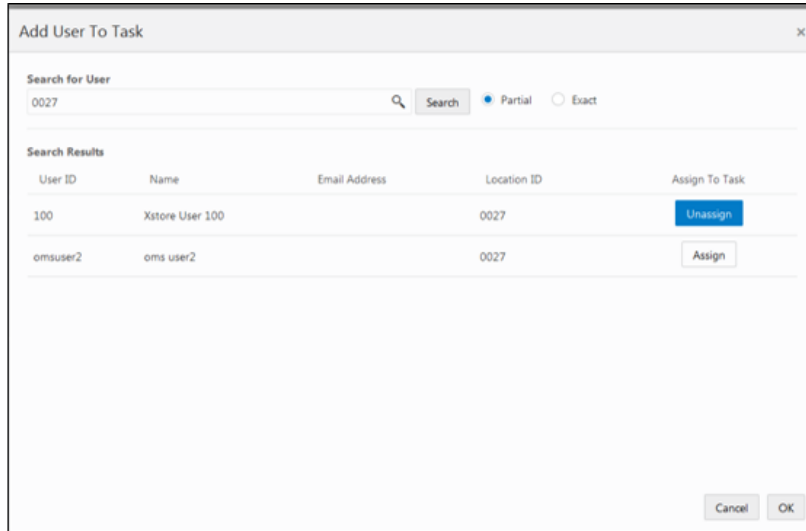 Add User To Task ×
Search for User
0027 Search Partial Exact
Search Results
User ID Name Email Address Location ID Assign To Task
100 Xstore User 100 0027 Unassign
omsuser2 oms user2 0027 Assign
Cancel OK